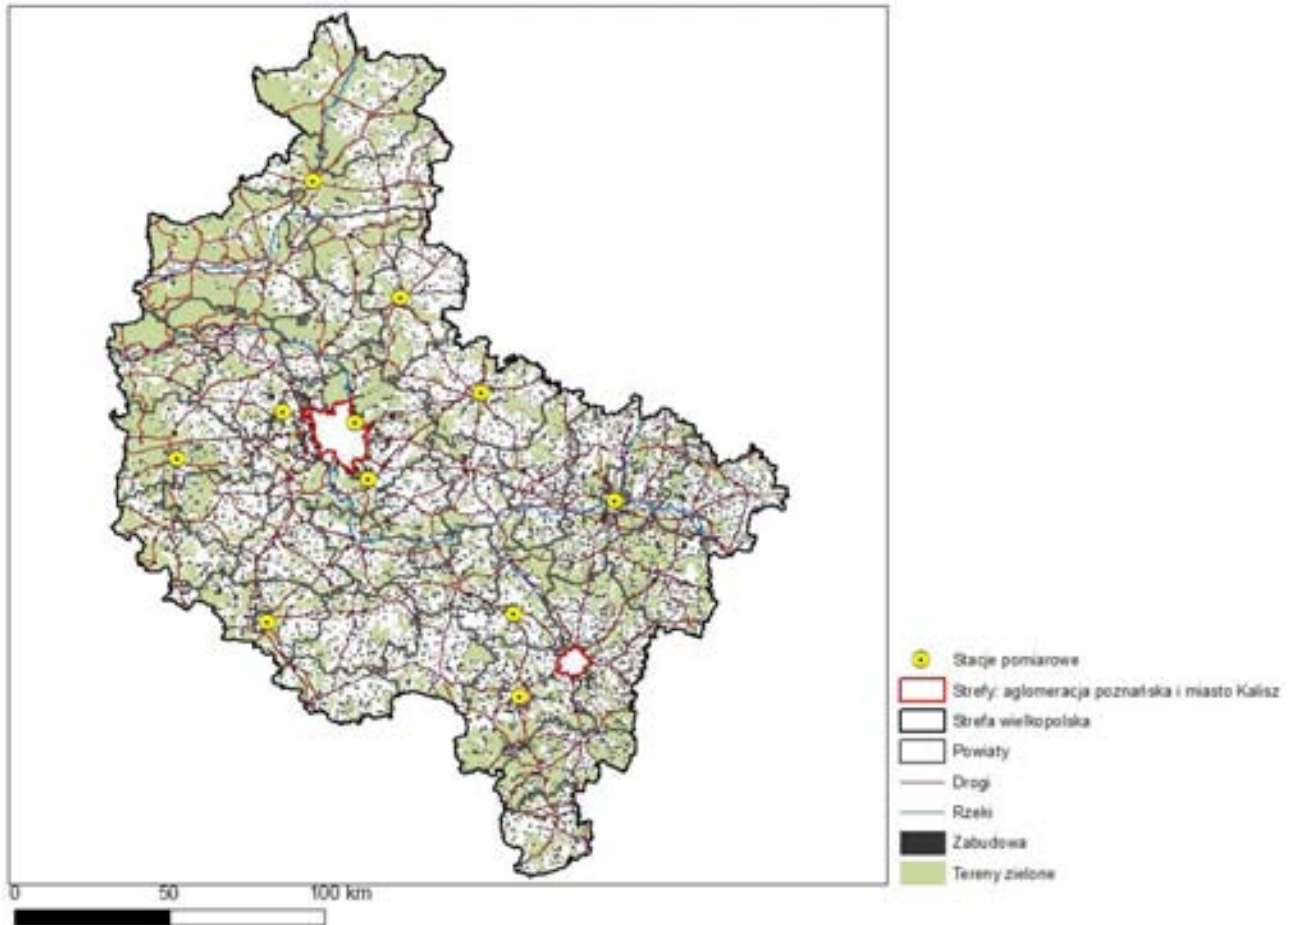 Stacje pomiarowe
Strefy: aglomeracja poznańska i miasto Kalisz
Strefa wielkopolska
Powiaty
Drogi
Rzeki
Zabudowa
Tereny zielone
0 50 100 km